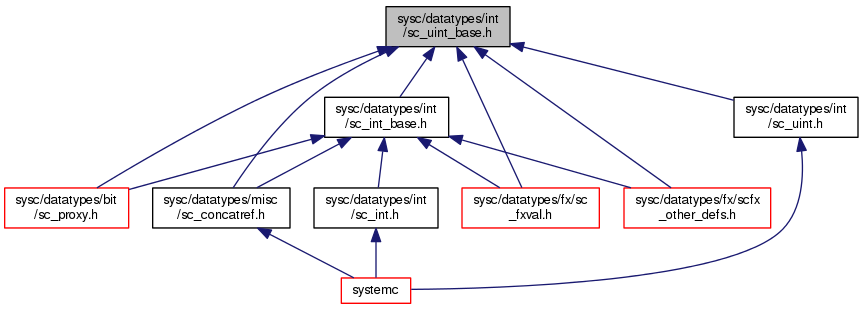 sysc/datatypes/int
/sc_uint_base.h
sysc/datatypes/int
/sc_int_base.h
sysc/datatypes/int
/sc_uint.h
sysc/datatypes/bit
/sc_proxy.h
sysc/datatypes/misc
/sc_concatref.h
sysc/datatypes/int
/sc_int.h
sysc/datatypes/fx/sc
_fxval.h
sysc/datatypes/fx/scfx
_other_defs.h
systemc